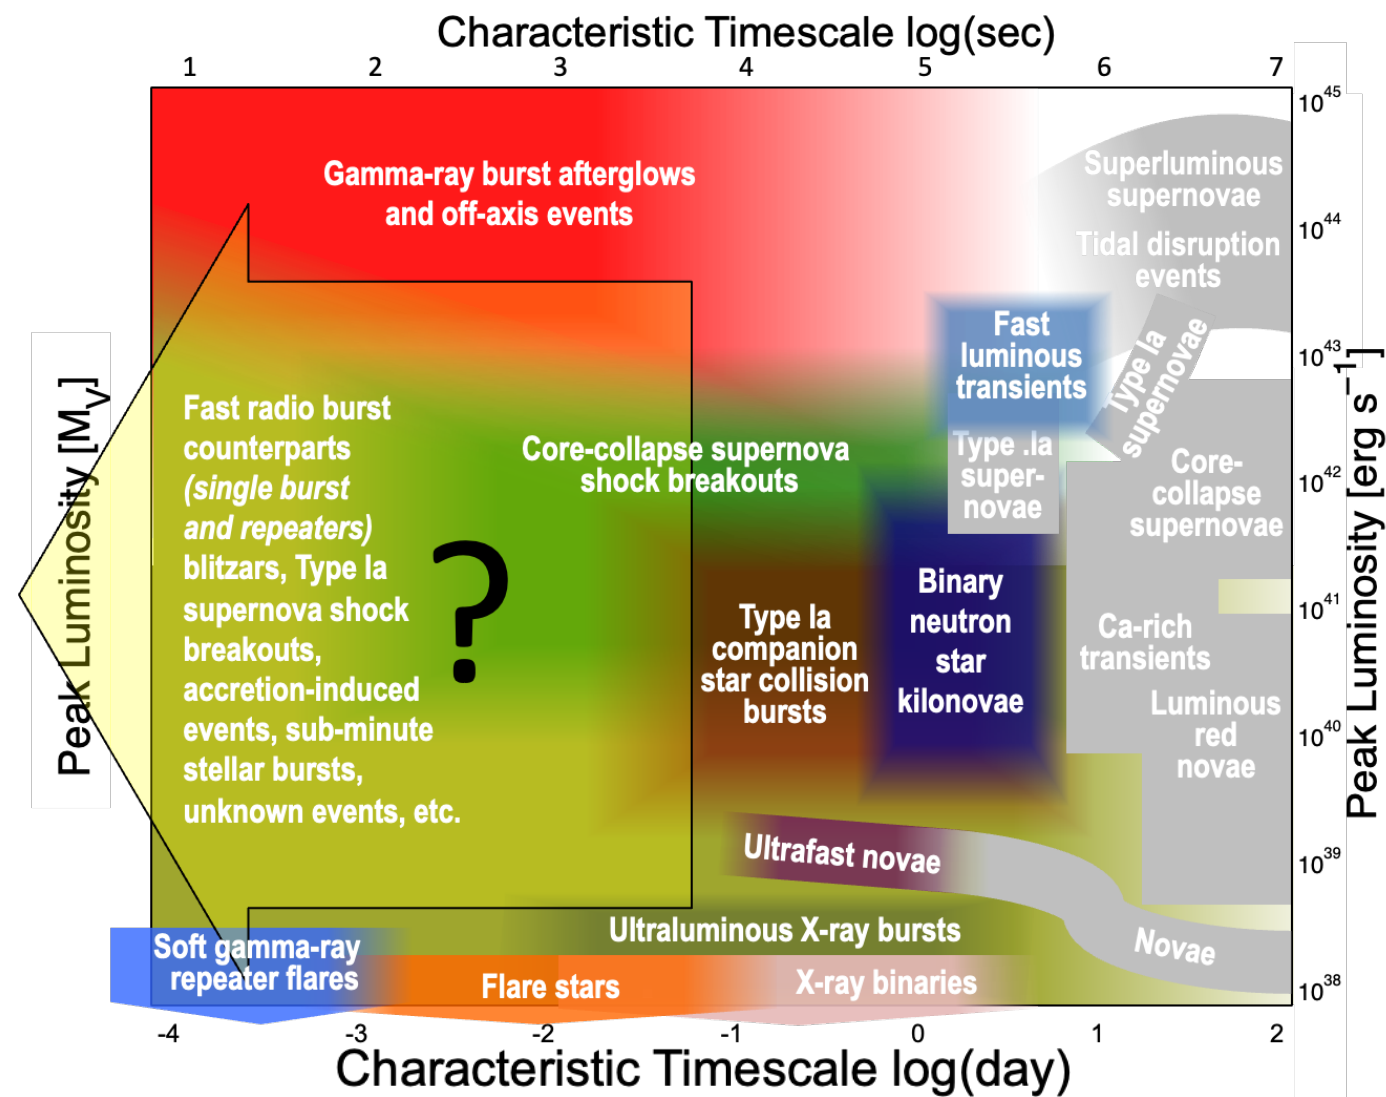 Characteristic Timescale log(sec)
1 2 3 4 5 6 7
10^45
Gamma-ray burst afterglows
and off-axis events
Superluminous
supernovae
10^44
Tidal disruption
events
Fast
luminous
transients
10^43
Type Ia
supernovae
Peak Luminosity [M_V]
Peak Luminosity [erg s^−1]
Fast radio burst
counterparts
(single burst
and repeaters)
blitzars, Type Ia
supernova shock
breakouts,
accretion-induced
events, sub-minute
stellar bursts,
unknown events, etc.
?
Core-collapse supernova
shock breakouts
Type .Ia
super-
novae
Core-
collapse
supernovae
10^42
Type Ia
companion
star collision
bursts
Binary
neutron
star
kilonovae
10^41
Ca-rich
transients
Luminous
red
novae
10^40
Ultrafast novae
10^39
Ultraluminous X-ray bursts
Novae
Soft gamma-ray
repeater flares
Flare stars
X-ray binaries
10^38
-4 -3 -2 -1 0 1 2
Characteristic Timescale log(day)